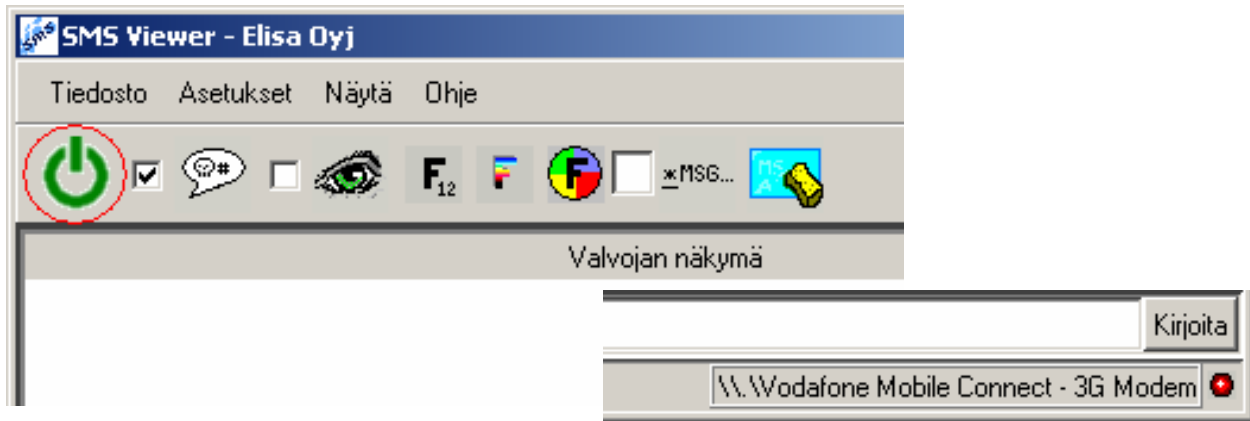 SMS Viewer - Elisa Oyj
Tiedosto Asetukset Näytä Ohje
# F12 F F *MSG...
Valvojan näkymä
Kirjoita
\\.\Vodafone Mobile Connect - 3G Modem